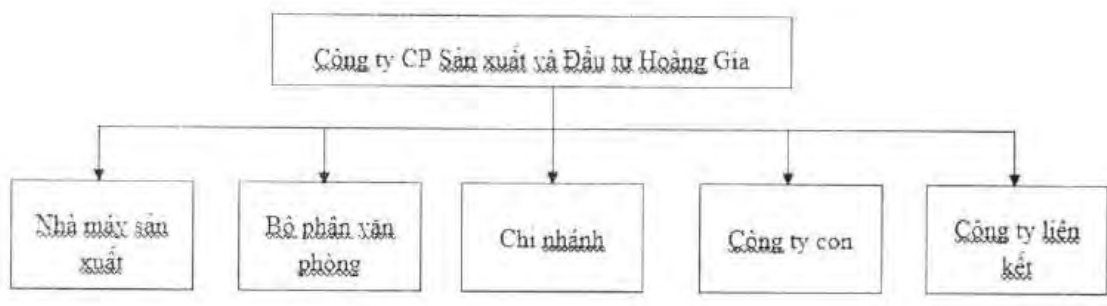 Công ty CP Sản xuất và Đầu tư Hoàng Gia
Nhà máy sản
xuất
Bộ phận văn
phòng
Chi nhánh
Công ty con
Công ty liên
kết